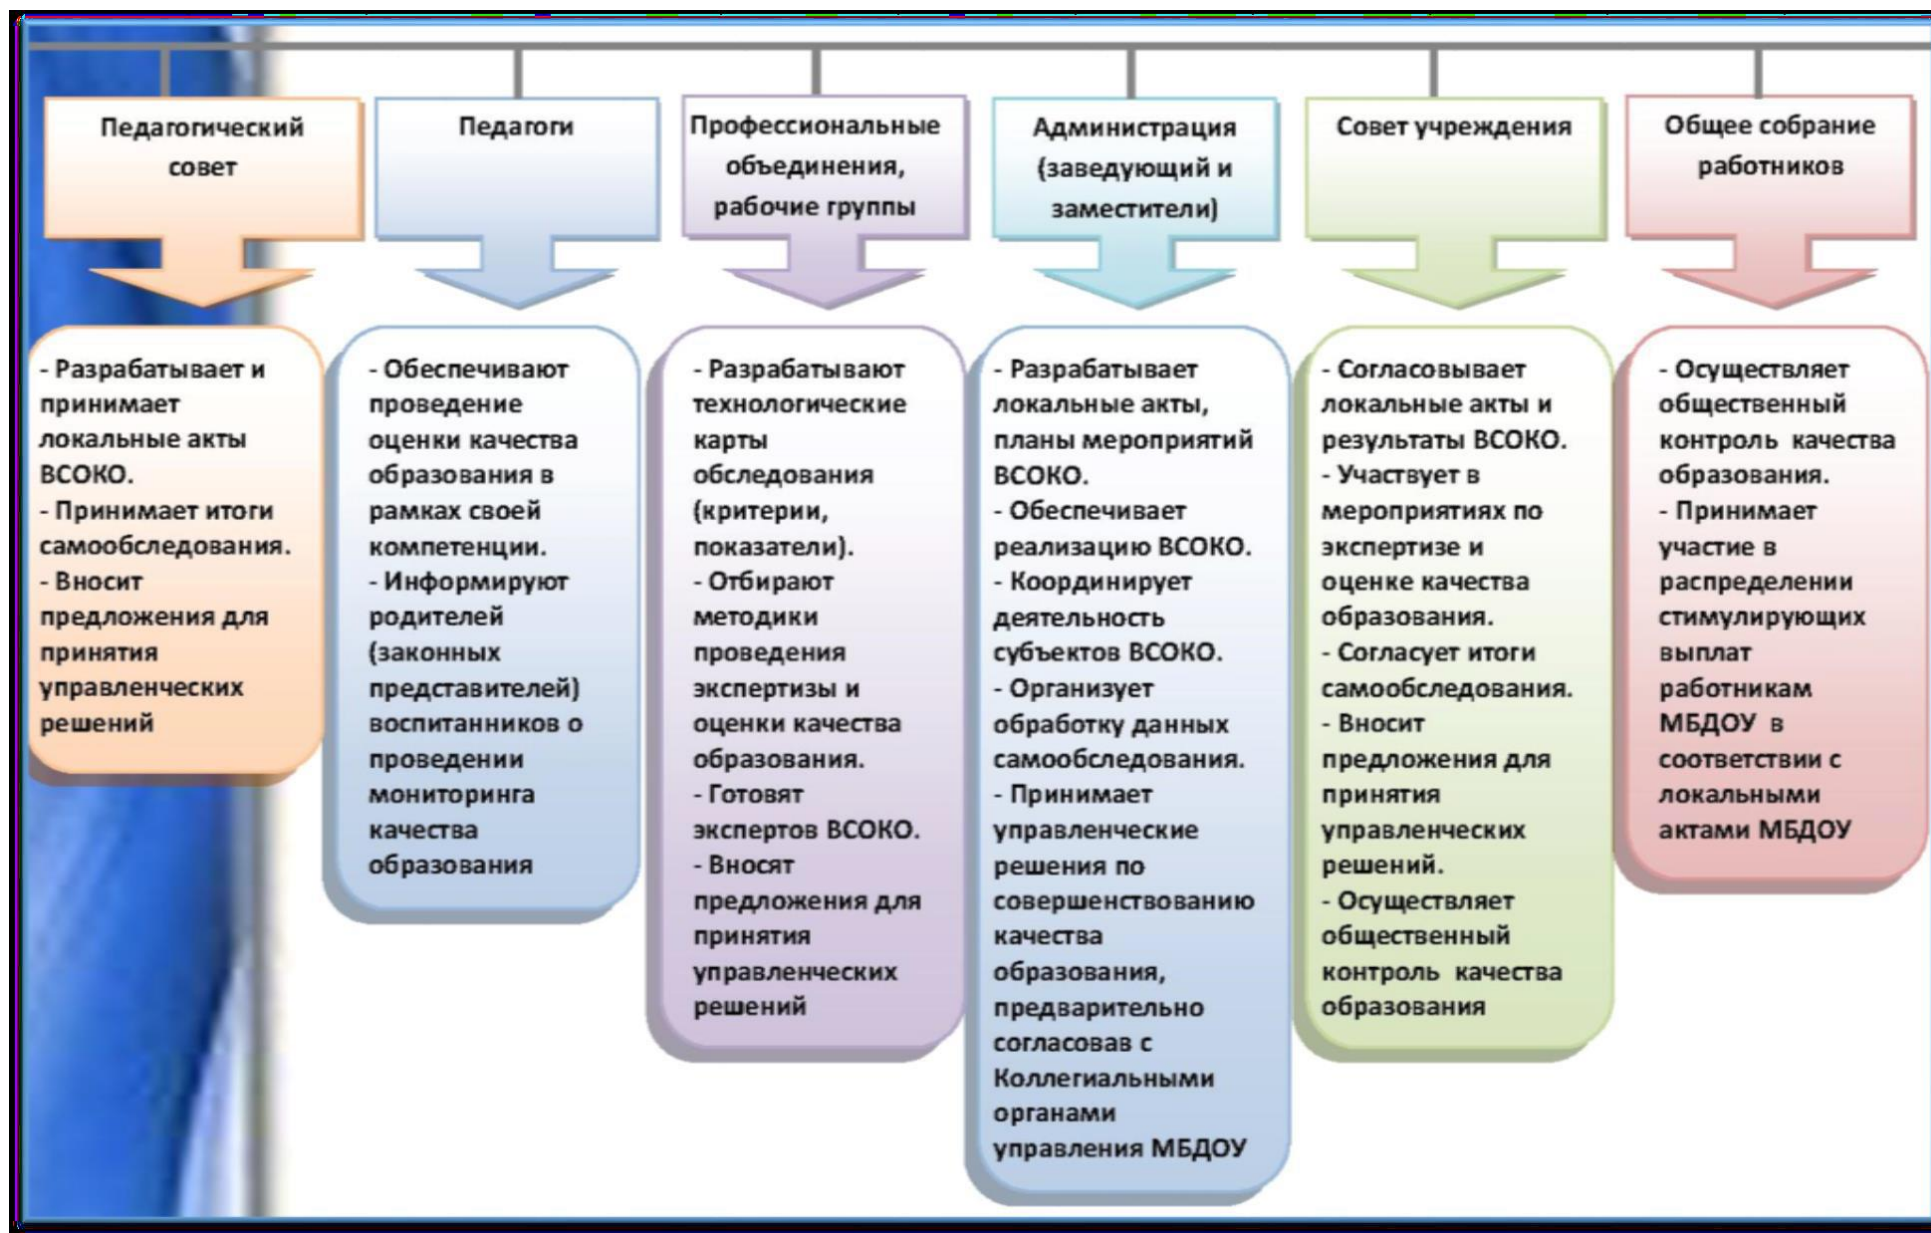 Педагогический
совет
Педагоги
Профессиональные
объединения,
рабочие группы
Администрация
(заведующий и
заместители)
Совет учреждения
Общее собрание
работников
- Разрабатывает и
принимает
локальные акты
ВСОКО.
- Принимает итоги
самообследования.
- Вносит
предложения для
принятия
управленческих
решений
- Обеспечивают
проведение
оценки качества
образования в
рамках своей
компетенции.
- Информируют
родителей
(законных
представителей)
воспитанников о
проведении
мониторинга
качества
образования
- Разрабатывают
технологические
карты
обследования
(критерии,
показатели).
- Отбирают
методики
проведения
экспертизы и
оценки качества
образования.
- Готовят
экспертов ВСОКО.
- Вносят
предложения для
принятия
управленческих
решений
- Разрабатывает
локальные акты,
планы мероприятий
ВСОКО.
- Обеспечивает
реализацию ВСОКО.
- Координирует
деятельность
субъектов ВСОКО.
- Организует
обработку данных
самообследования.
- Принимает
управленческие
решения по
совершенствованию
качества
образования,
предварительно
согласовав с
Коллегиальными
органами
управления МБДОУ
- Согласовывает
локальные акты и
результаты ВСОКО.
- Участвует в
мероприятиях по
экспертизе и
оценке качества
образования.
- Согласует итоги
самообследования.
- Вносит
предложения для
принятия
управленческих
решений.
- Осуществляет
общественный
контроль качества
образования
- Осуществляет
общественный
контроль качества
образования.
- Принимает
участие в
распределении
стимулирующих
выплат
работникам
МБДОУ в
соответствии с
локальными
актами МБДОУ